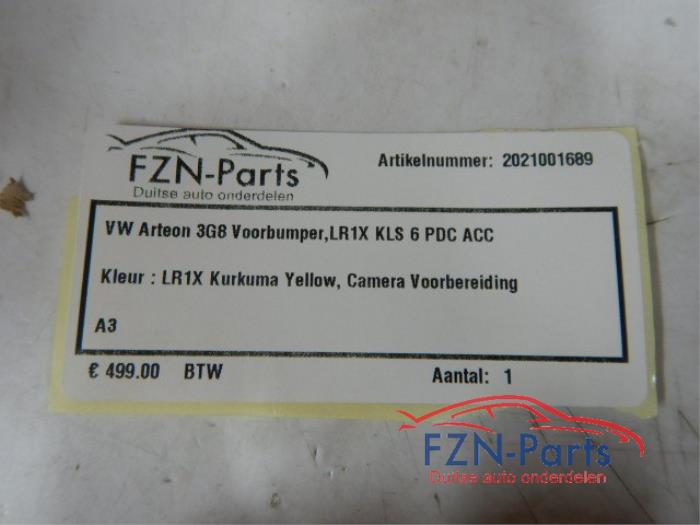 FZN-Parts
Duitse auto onderdelen
Artikelnummer: 2021001689
VW Arteon 3G8 Voorbumper,LR1X KLS 6 PDC ACC
Kleur : LR1X Kurkuma Yellow, Camera Voorbereiding
A3
€ 499.00 BTW
Aantal: 1
FZN-Parts
Duitse auto onderdelen